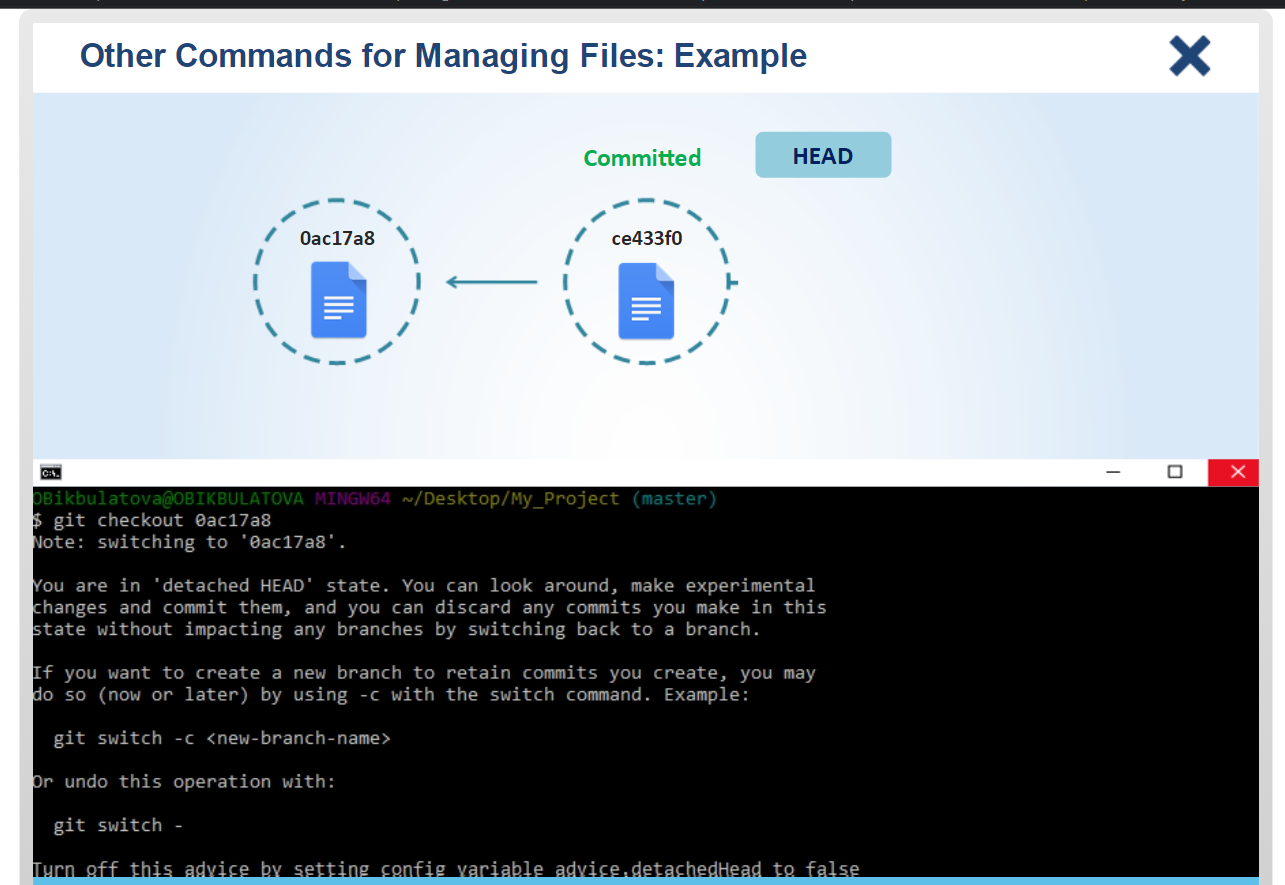 Other Commands for Managing Files: Example
Committed
HEAD
0ac17a8
ce433f0
C:\.
OBikbulatova@OBIKBULATOVA MINGW64 ~/Desktop/My_Project (master)
$ git checkout 0ac17a8
Note: switching to '0ac17a8'.
You are in 'detached HEAD' state. You can look around, make experimental
changes and commit them, and you can discard any commits you make in this
state without impacting any branches by switching back to a branch.
If you want to create a new branch to retain commits you create, you may
do so (now or later) by using -c with the switch command. Example:
git switch -c <new-branch-name>
Or undo this operation with:
git switch -
Turn off this advice by setting config variable advice.detachedHead to false